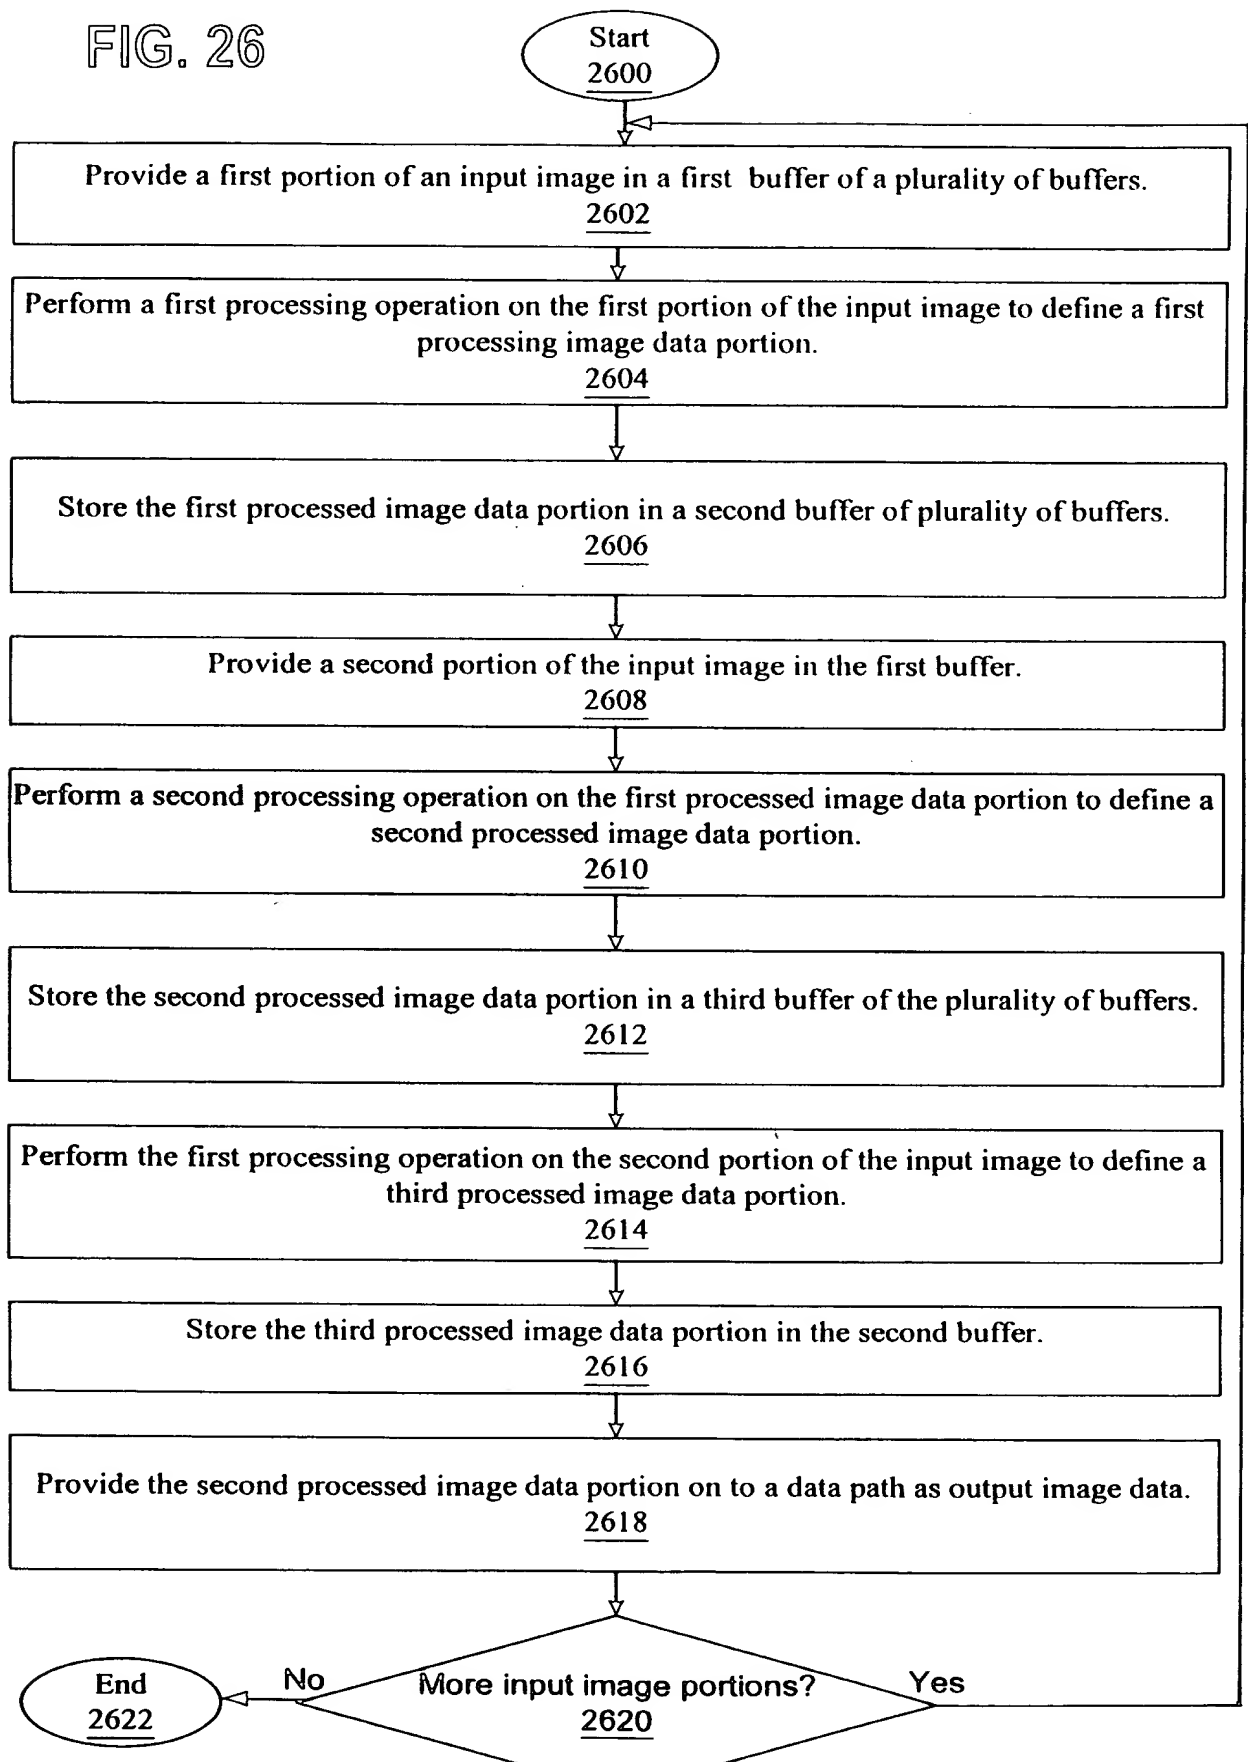 FIG. 26
Start
2600
Provide a first portion of an input image in a first buffer of a plurality of buffers.
2602
Perform a first processing operation on the first portion of the input image to define a first
processing image data portion.
2604
Store the first processed image data portion in a second buffer of plurality of buffers.
2606
Provide a second portion of the input image in the first buffer.
2608
Perform a second processing operation on the first processed image data portion to define a
second processed image data portion.
2610
Store the second processed image data portion in a third buffer of the plurality of buffers.
2612
Perform the first processing operation on the second portion of the input image to define a
third processed image data portion.
2614
Store the third processed image data portion in the second buffer.
2616
Provide the second processed image data portion on to a data path as output image data.
2618
More input image portions?
2620
No
Yes
End
2622